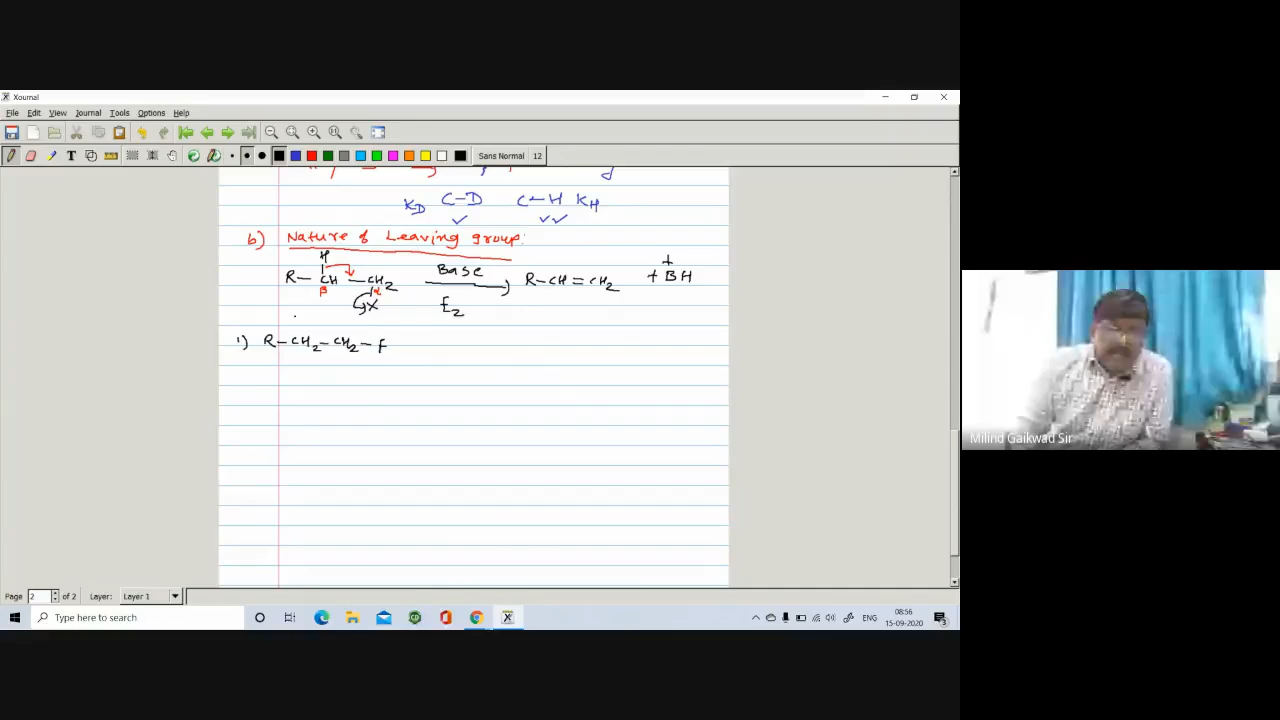 Xournal
File Edit View Journal Tools Options Help
Sans Normal 12
KD C-D C-H KH
b) Nature of Leaving group:
H
R-CH-CH2 Base R-CH=CH2 + BH
β α +
X E2
1) R-CH2-CH2-F
Milind Gaikwad Sir
Page 2 of 2 Layer: Layer 1
Type here to search
ENG
08:56
15-09-2020
3